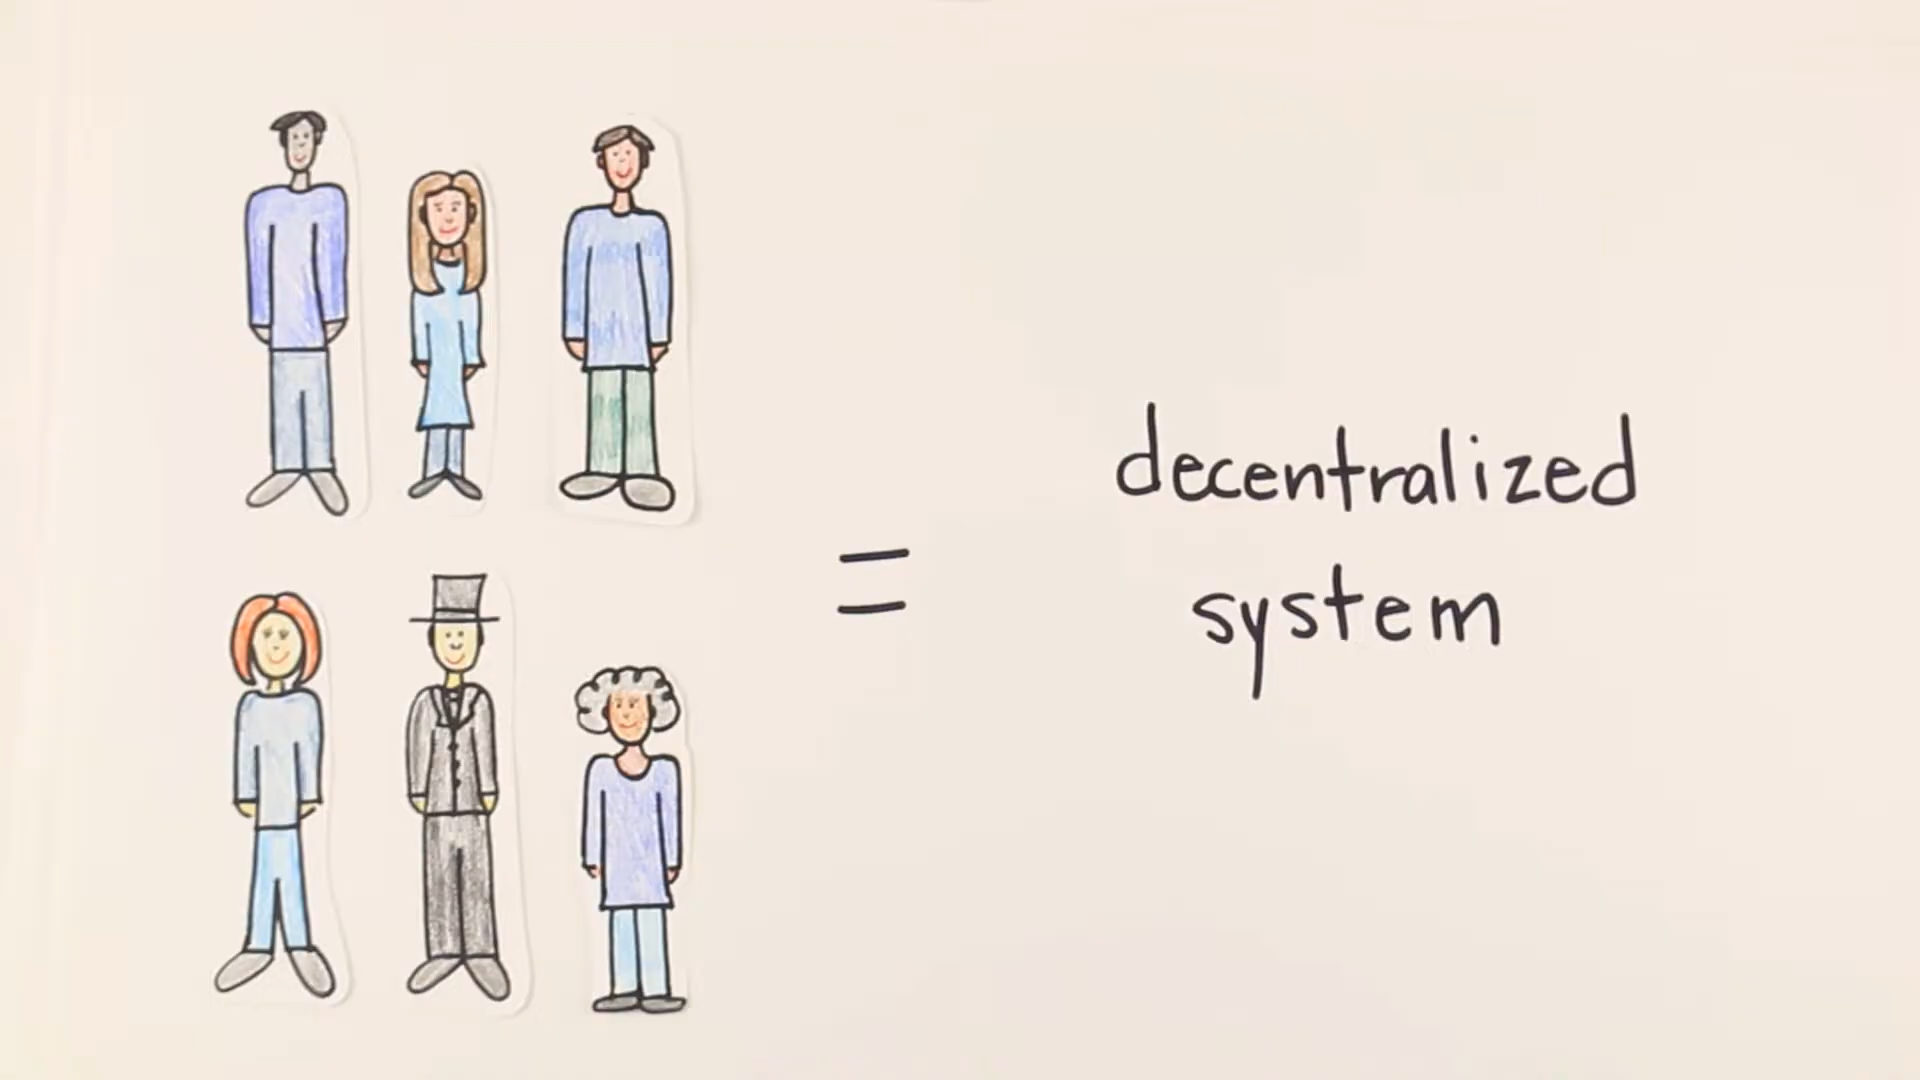 =
decentralized
system